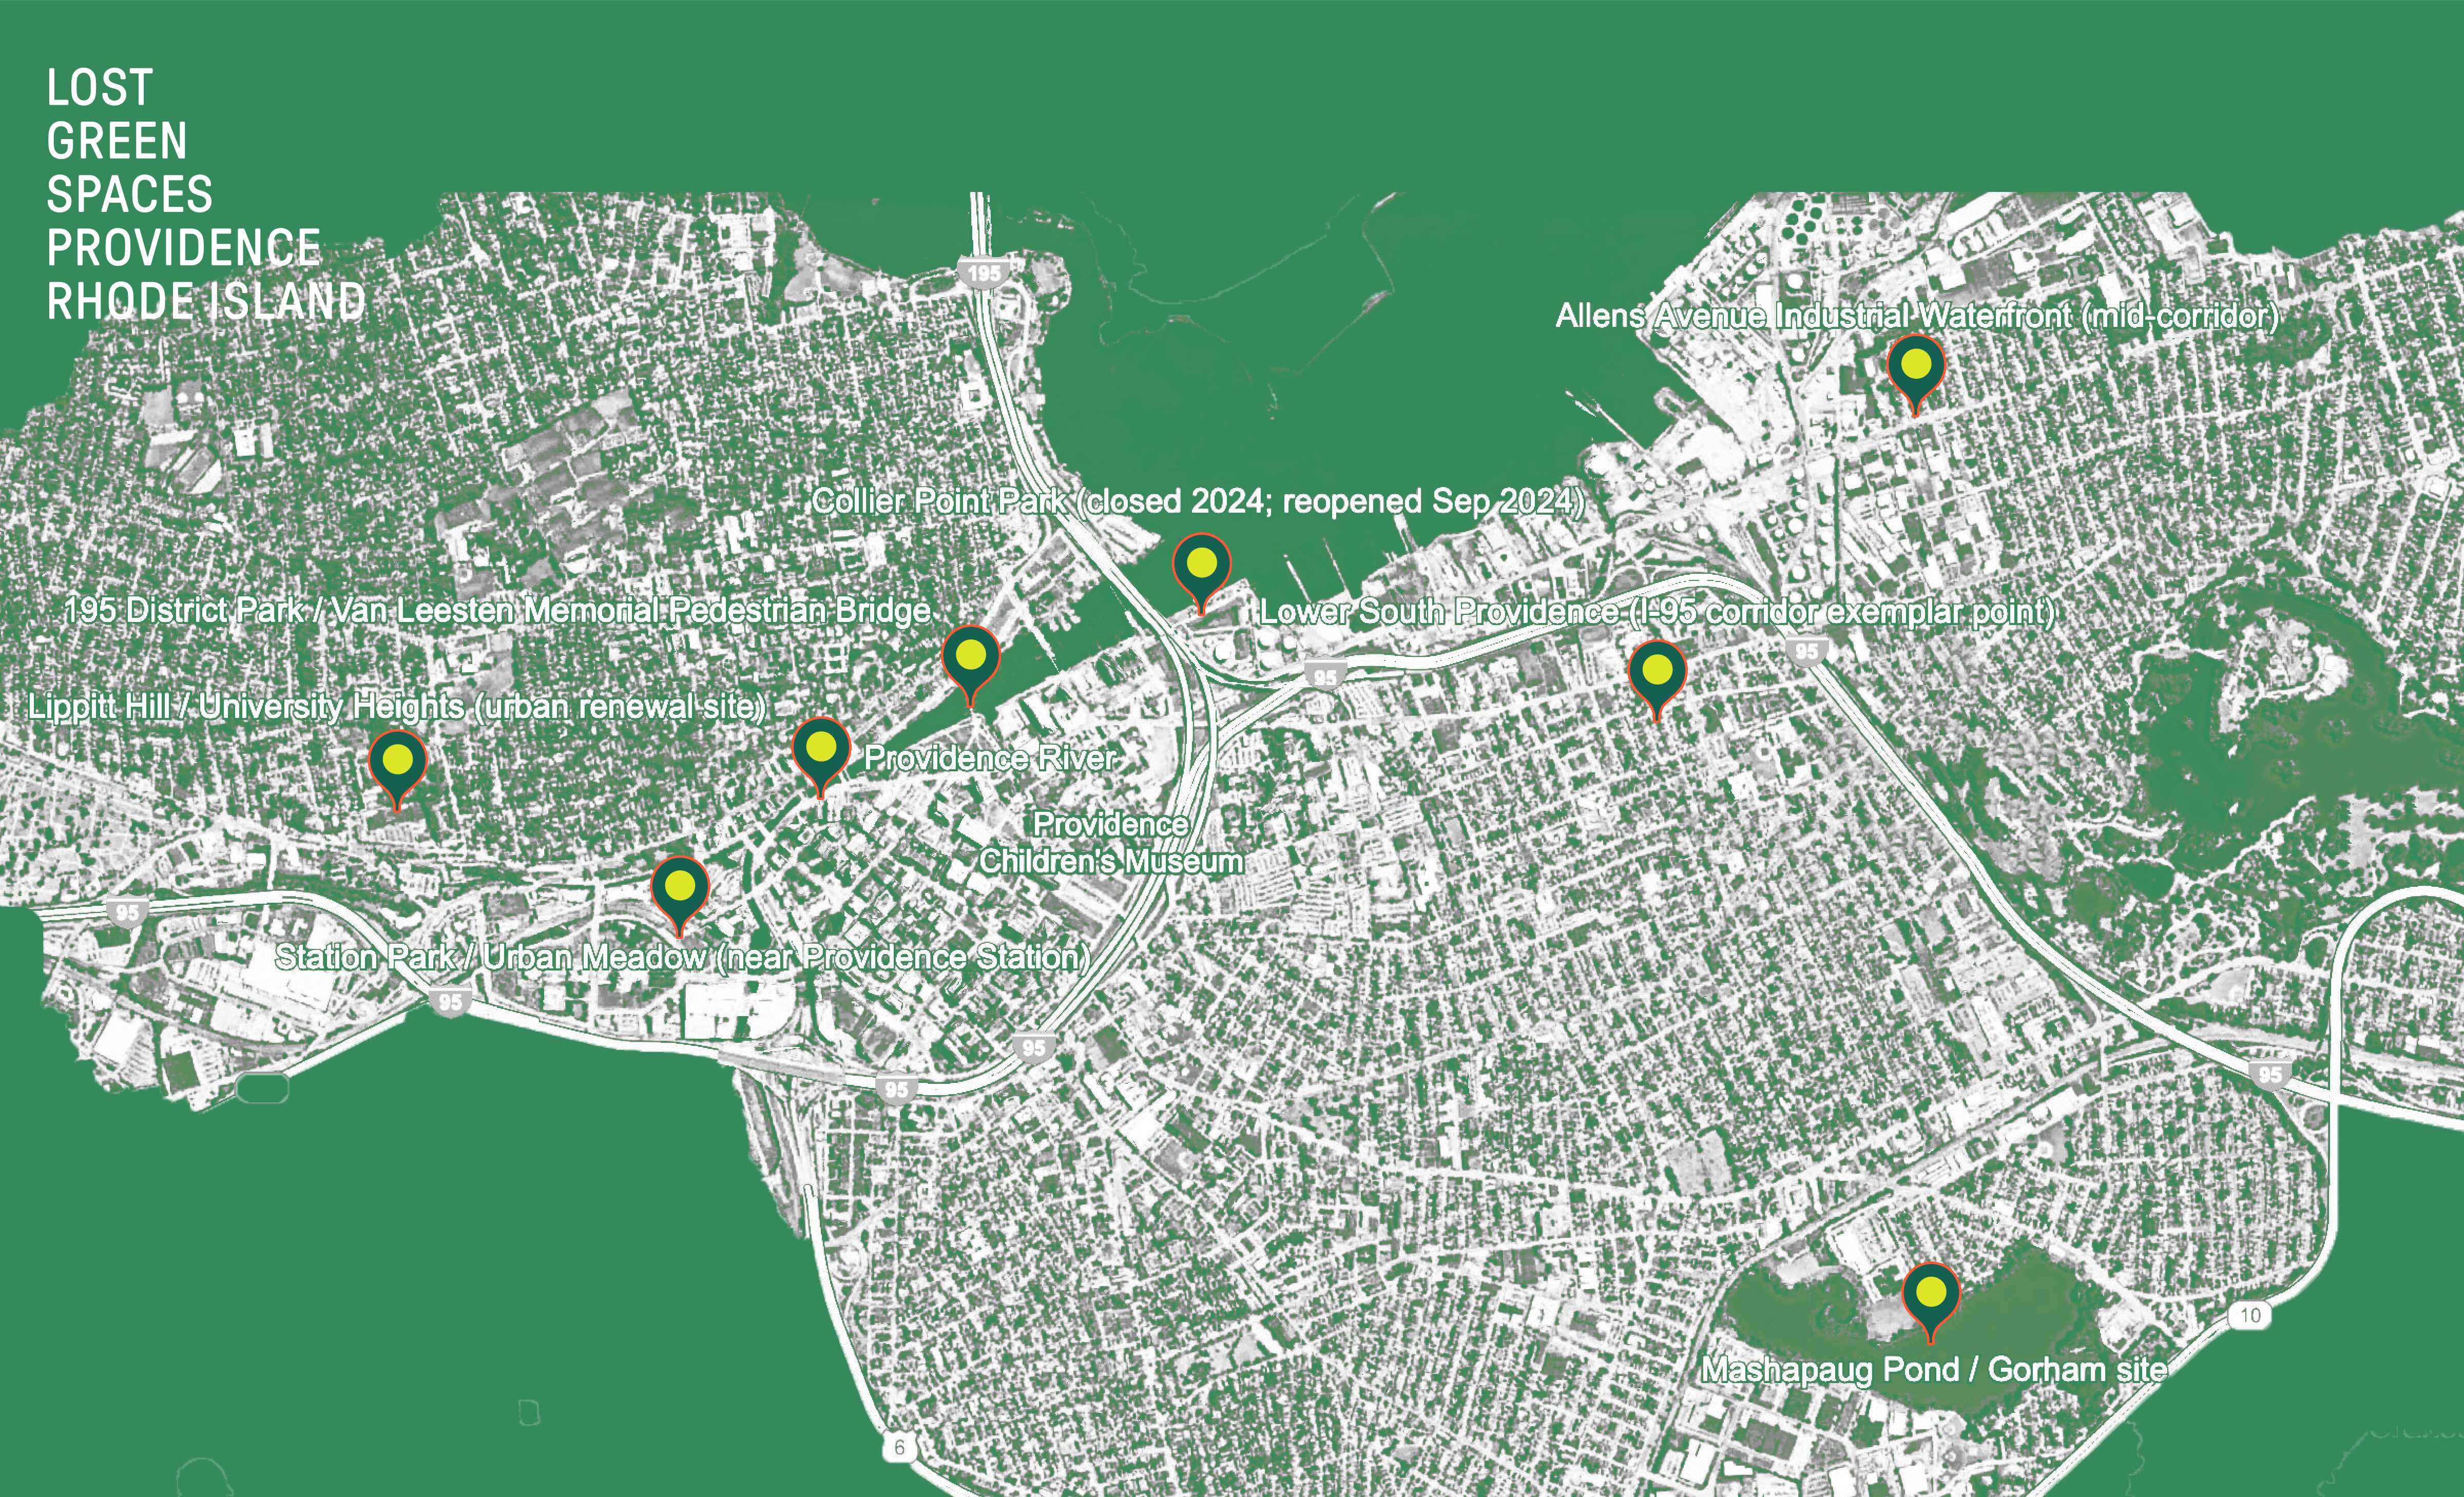 LOST
GREEN
SPACES
PROVIDENCE
RHODE ISLAND
195
Allens Avenue Industrial Waterfront (mid-corridor)
Collier Point Park (closed 2024; reopened Sep 2024)
195 District Park / Van Leesten Memorial Pedestrian Bridge
Lower South Providence (I-95 corridor exemplar point)
95
95
Lippitt Hill / University Heights (urban renewal site)
Providence River
Providence
Children's Museum
95
Station Park / Urban Meadow (near Providence Station)
95
95
95
95
10
Mashapaug Pond / Gorham site
6